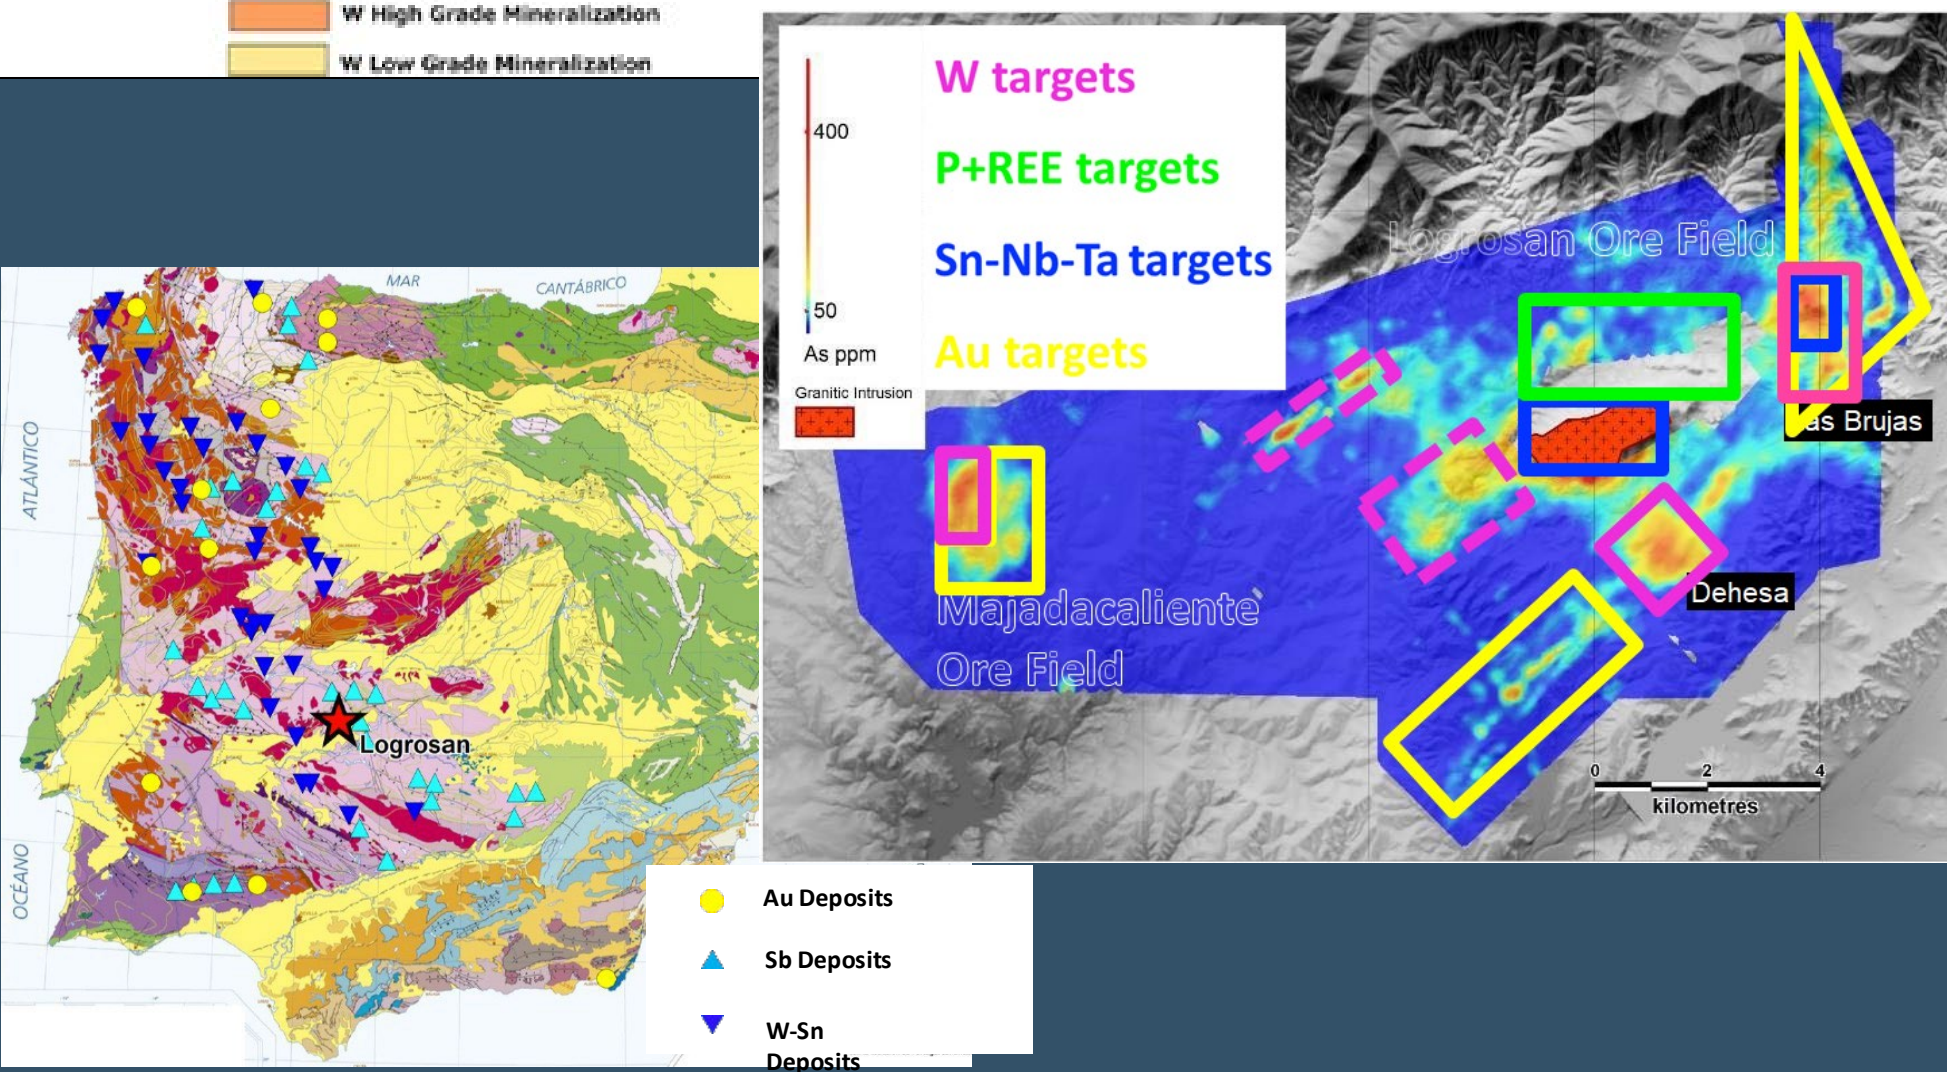 W High Grade Mineralization
W Low Grade Mineralization
W targets
400
P+REE targets
Sn-Nb-Ta targets
50
As ppm
Au targets
Granitic Intrusion
Logrosan Ore Field
as Brujas
Dehesa
Majadacaliente
Ore Field
0 2 4
kilometres
MAR CANTÁBRICO
ATLÁNTICO
OCÉANO
Logrosan
Au Deposits
Sb Deposits
W-Sn
Deposits